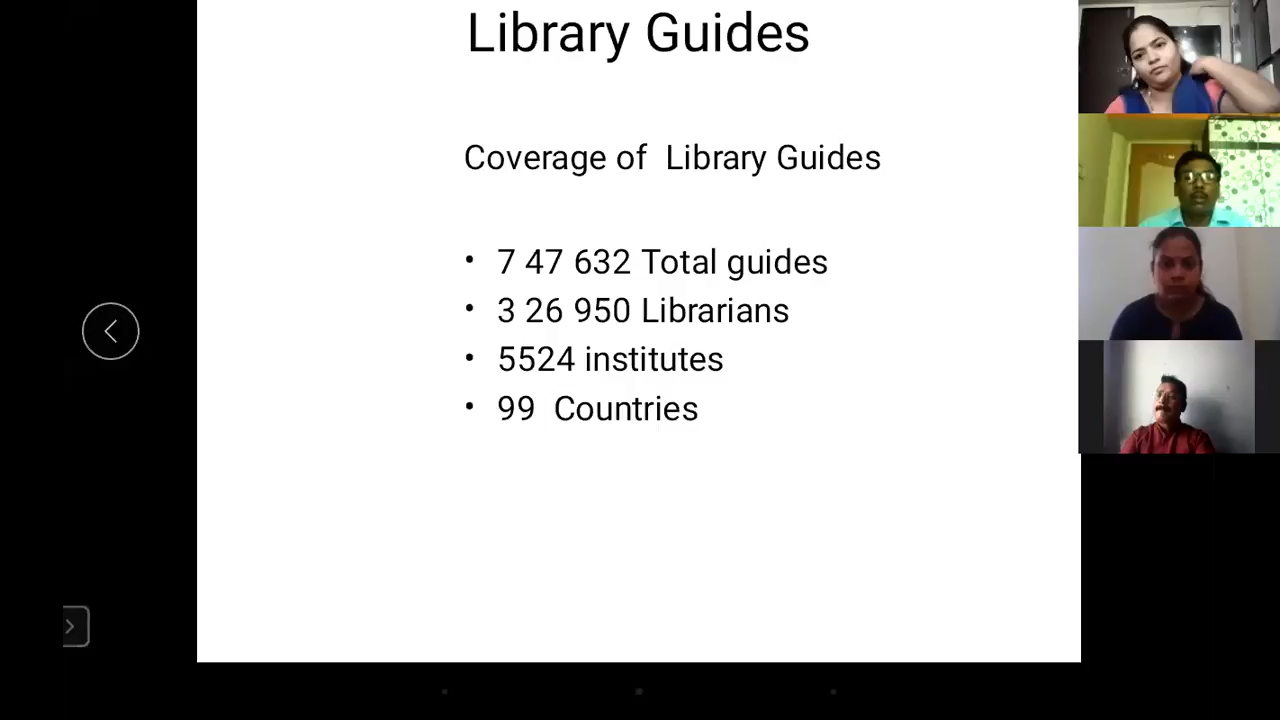 Library Guides
Coverage of Library Guides
• 7 47 632 Total guides
• 3 26 950 Librarians
• 5524 institutes
• 99 Countries